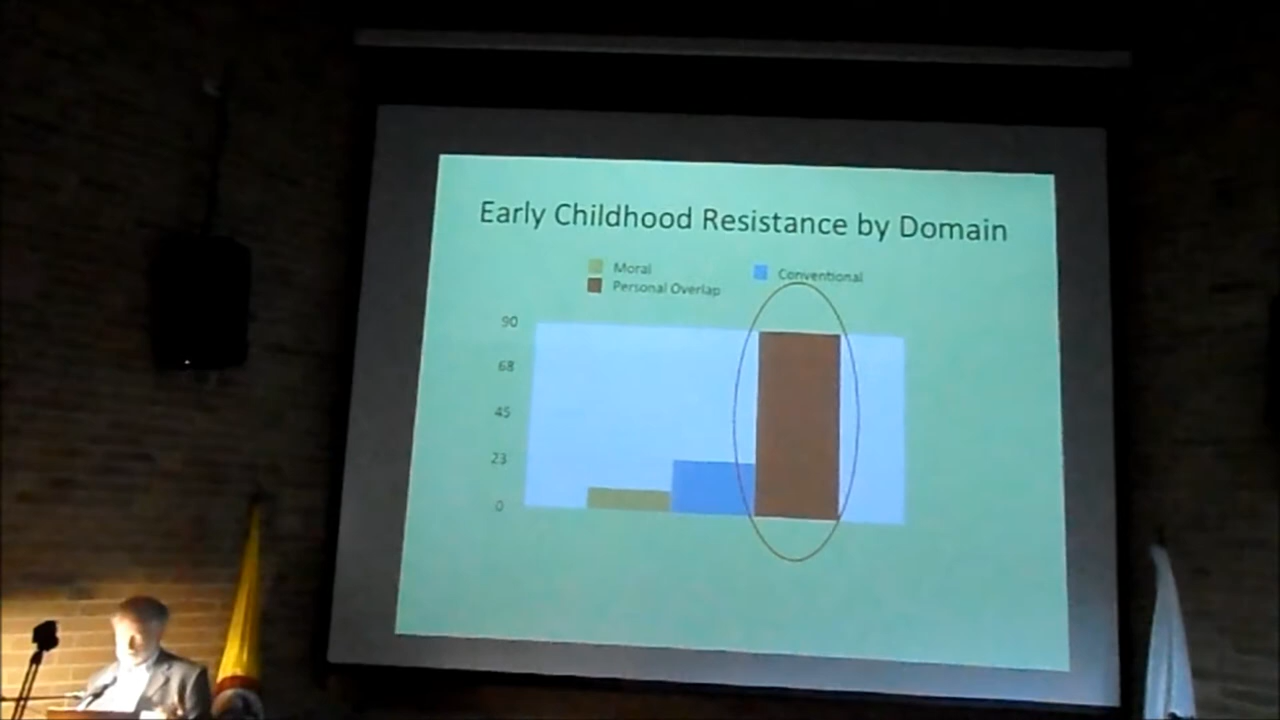 Early Childhood Resistance by Domain
Moral
Conventional
Personal Overlap
90
68
45
23
0